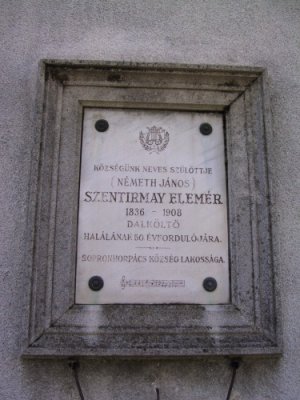 KÖZSÉGÜNK NEVES SZÜLÖTTJE
(NÉMETH JÁNOS)
SZENTIRMAY ELEMÉR
1836 - 1908
DALKÖLTŐ
HALÁLÁNAK 50 ÉVFORDULÓJÁRA.
SOPRONHORPÁCS KÖZSÉG LAKOSSÁGA.